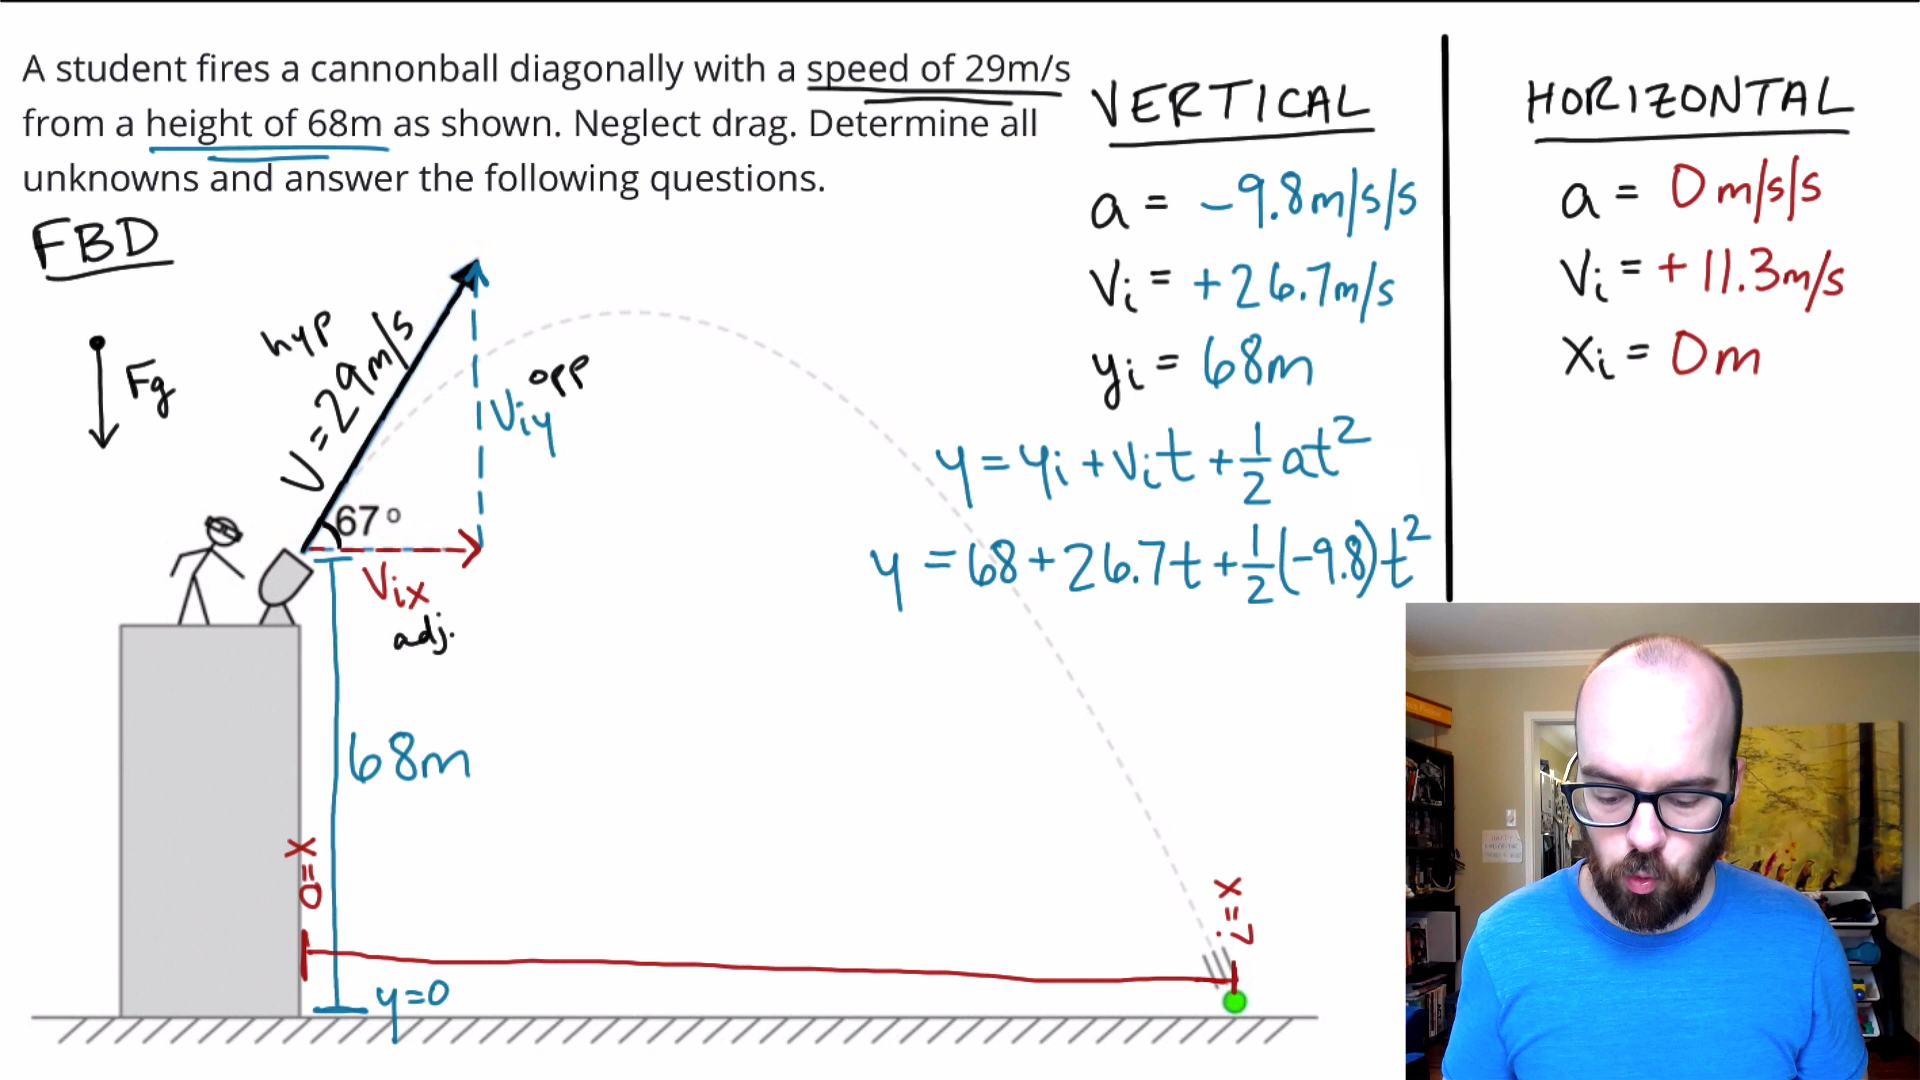 A student fires a cannonball diagonally with a speed of 29m/s
from a height of 68m as shown. Neglect drag. Determine all
unknowns and answer the following questions.
FBD
Fg
hyp
V = 29m/s
opp
Viy
67°
Vix
adj.
68m
x=0
y=0
x=?
VERTICAL
a = -9.8m/s/s
Vi = +26.7m/s
yi = 68m
y = yi + vit + 1/2 at²
y = 68 + 26.7t + 1/2(-9.8)t²
HORIZONTAL
a = 0m/s/s
Vi = +11.3m/s
xi = 0m